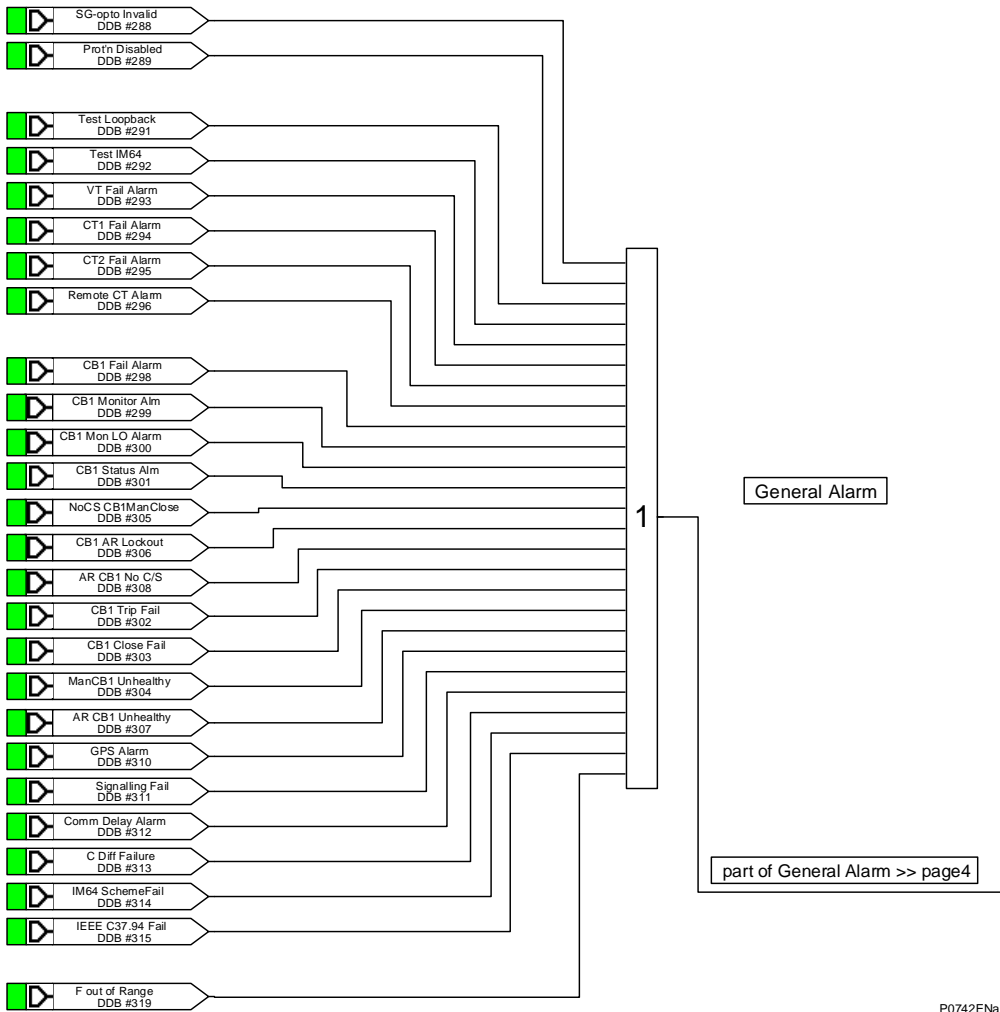 SG-opto Invalid
DDB #288
Prot'n Disabled
DDB #289
Test Loopback
DDB #291
Test IM64
DDB #292
VT Fail Alarm
DDB #293
CT1 Fail Alarm
DDB #294
CT2 Fail Alarm
DDB #295
Remote CT Alarm
DDB #296
CB1 Fail Alarm
DDB #298
CB1 Monitor Alm
DDB #299
CB1 Mon LO Alarm
DDB #300
CB1 Status Alm
DDB #301
NoCS CB1ManClose
DDB #305
CB1 AR Lockout
DDB #306
AR CB1 No C/S
DDB #308
CB1 Trip Fail
DDB #302
CB1 Close Fail
DDB #303
ManCB1 Unhealthy
DDB #304
AR CB1 Unhealthy
DDB #307
GPS Alarm
DDB #310
Signalling Fail
DDB #311
Comm Delay Alarm
DDB #312
C Diff Failure
DDB #313
IM64 SchemeFail
DDB #314
IEEE C37.94 Fail
DDB #315
F out of Range
DDB #319
1
General Alarm
part of General Alarm >> page4
P0742ENa